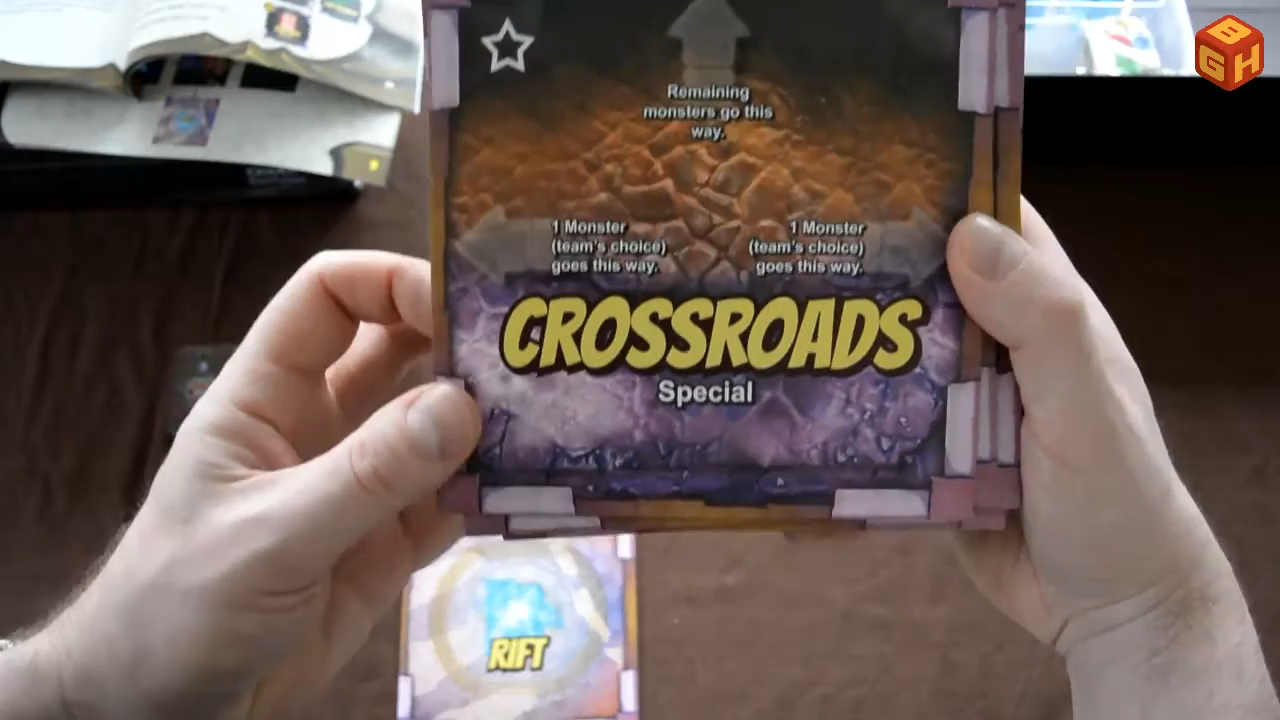 B
GH
Remaining
monsters go this
way.
1 Monster
(team's choice)
goes this way.
1 Monster
(team's choice)
goes this way.
CROSSROADS
Special
RIFT